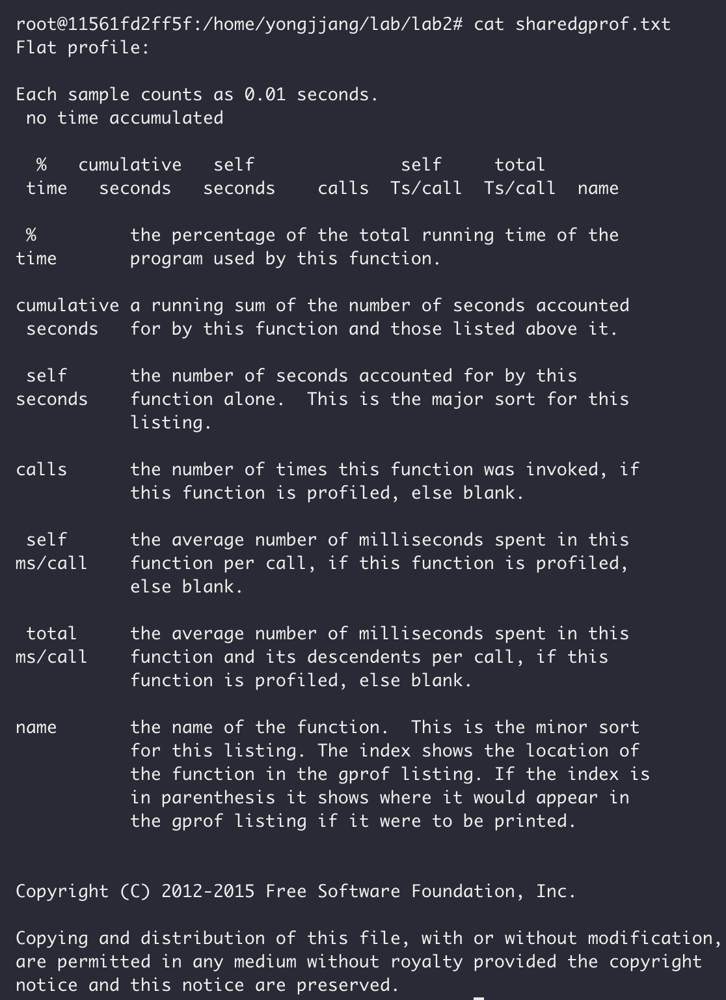 root@11561fd2ff5f:/home/yongjjang/lab/lab2# cat sharedgprof.txt
Flat profile:

Each sample counts as 0.01 seconds.
 no time accumulated

  %   cumulative   self              self     total
 time   seconds   seconds    calls  Ts/call  Ts/call  name

 %         the percentage of the total running time of the
time       program used by this function.

cumulative a running sum of the number of seconds accounted
 seconds   for by this function and those listed above it.

 self      the number of seconds accounted for by this
seconds    function alone.  This is the major sort for this
           listing.

calls      the number of times this function was invoked, if
           this function is profiled, else blank.

 self      the average number of milliseconds spent in this
ms/call    function per call, if this function is profiled,
           else blank.

 total     the average number of milliseconds spent in this
ms/call    function and its descendents per call, if this
           function is profiled, else blank.

name       the name of the function.  This is the minor sort
           for this listing. The index shows the location of
           the function in the gprof listing. If the index is
           in parenthesis it shows where it would appear in
           the gprof listing if it were to be printed.

Copyright (C) 2012-2015 Free Software Foundation, Inc.

Copying and distribution of this file, with or without modification,
are permitted in any medium without royalty provided the copyright
notice and this notice are preserved.